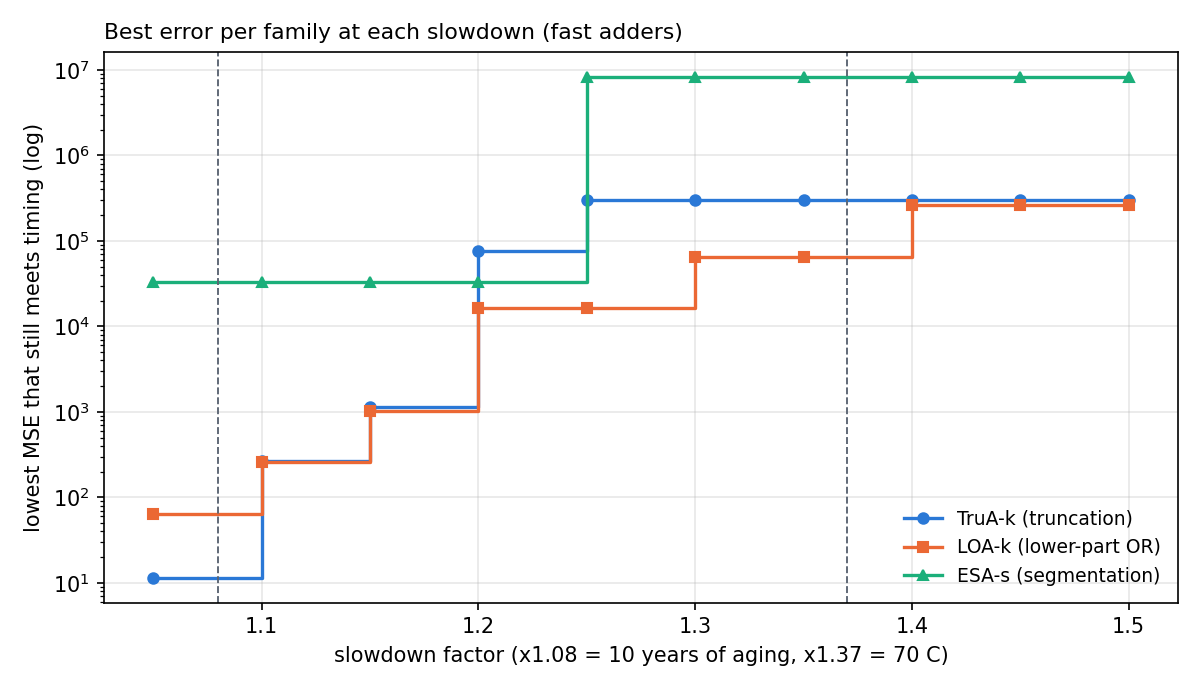 Best error per family at each slowdown (fast adders)
lowest MSE that still meets timing (log)
10⁷
10⁶
10⁵
10⁴
10³
10²
10¹
TruA-k (truncation)
LOA-k (lower-part OR)
ESA-s (segmentation)
1.1 1.2 1.3 1.4 1.5
slowdown factor (x1.08 = 10 years of aging, x1.37 = 70 C)